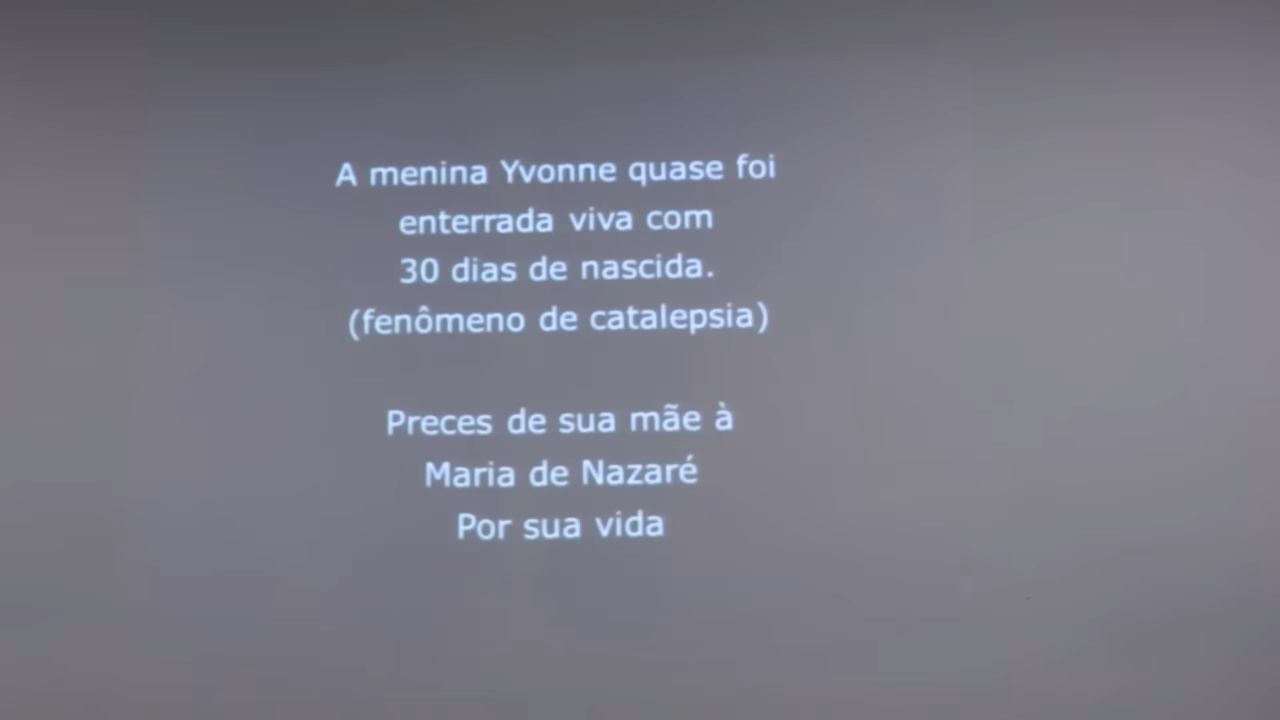 A menina Yvonne quase foi
enterrada viva com
30 dias de nascida.
(fenômeno de catalepsia)
Preces de sua mãe à
Maria de Nazaré
Por sua vida